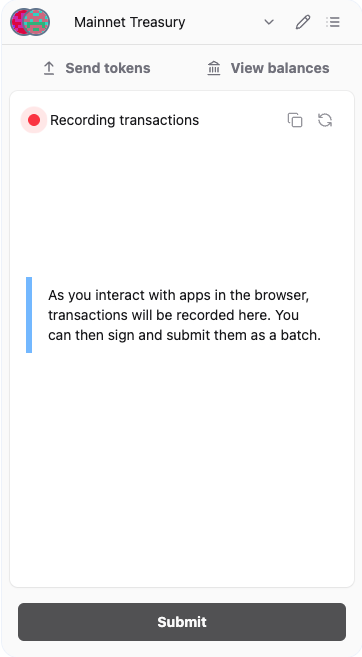 Mainnet Treasury
Send tokens
View balances
Recording transactions
As you interact with apps in the browser,
transactions will be recorded here. You
can then sign and submit them as a batch.
Submit